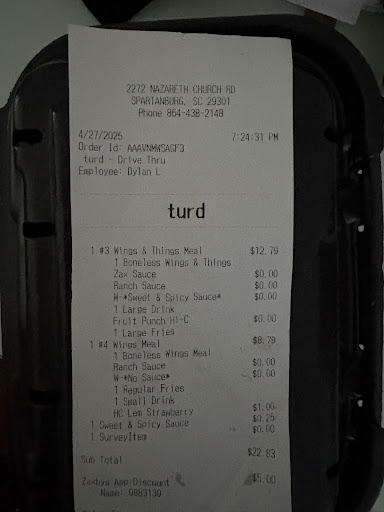 2272 NAZARETH CHURCH RD
SPARTANBURG, SC 29301
Phone 864-438-2148
4/27/2025 7:24:31 PM
Order Id: AAAVNMWSAGF3
turd - Drive Thru
Employee: Dylan L
turd
1 #3 Wings & Things Meal $12.79
1 Boneless Wings & Things
Zax Sauce $0.00
Ranch Sauce $0.00
W-*Sweet & Spicy Sauce* $0.00
1 Large Drink
Fruit Punch Hi-C $0.00
1 Large Fries
1 #4 Wings Meal $8.79
1 Boneless Wings Meal
Ranch Sauce $0.00
W-*No Sauce* $0.00
1 Regular Fries
1 Small Drink
HC Lem Strawberry $1.00
1 Sweet & Spicy Sauce $0.25
1 SurveyItem $0.00
Sub Total $22.83
Zaxbys App Discount $5.00
Name: 9883139